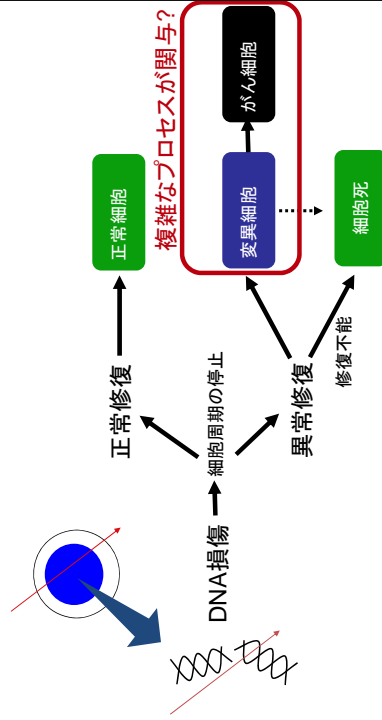 DNA損傷
細胞周期の停止
正常修復
正常細胞
異常修復
修復不能
複雑なプロセスが関与?
変異細胞
がん細胞
細胞死